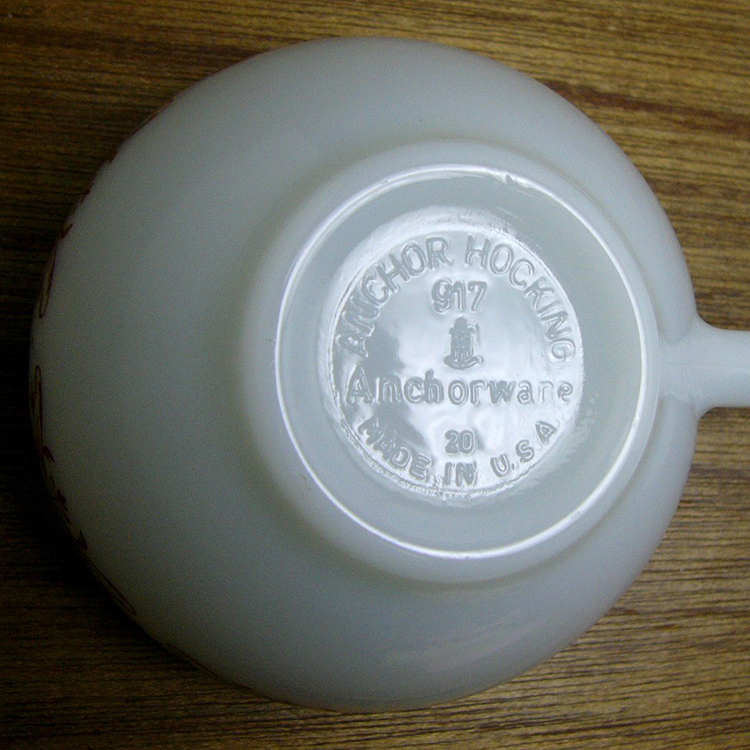 ANCHOR HOCKING
917
Anchorware
20
MADE IN U.S.A.